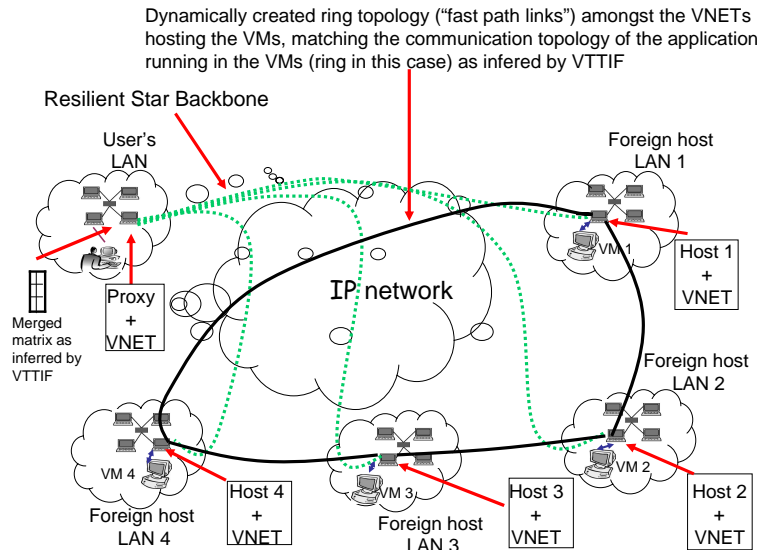 Dynamically created ring topology (“fast path links”) amongst the VNETs
hosting the VMs, matching the communication topology of the application
running in the VMs (ring in this case) as infered by VTTIF
Resilient Star Backbone
User's
LAN
Foreign host
LAN 1
VM 1
Host 1
+
VNET
IP network
Merged
matrix as
inferred by
VTTIF
Proxy
+
VNET
Foreign host
LAN 2
VM 4
Host 4
+
VNET
Foreign host
LAN 4
VM 3
Host 3
+
VNET
Foreign host
LAN 3
VM 2
Host 2
+
VNET